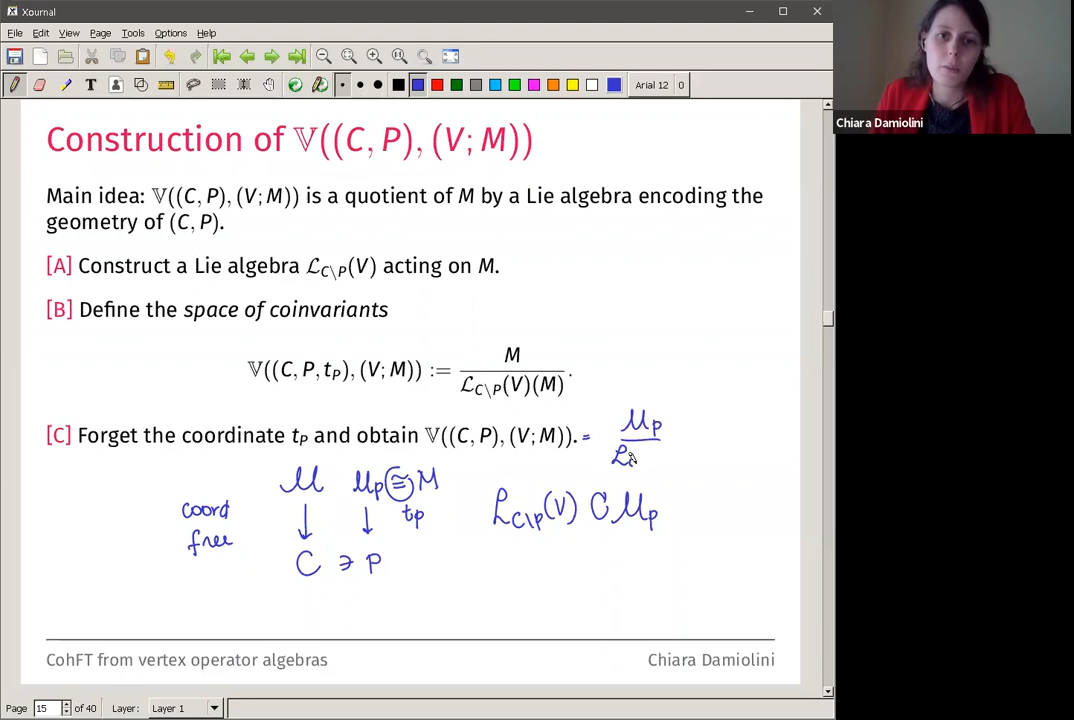 Xournal
File Edit View Page Tools Options Help
Arial 12 0
Chiara Damiolini
Construction of 𝕍((C, P), (V; M))
Main idea: 𝕍((C, P), (V; M)) is a quotient of M by a Lie algebra encoding the
geometry of (C, P).
[A] Construct a Lie algebra ℒ_{C\P}(V) acting on M.
[B] Define the space of coinvariants
𝕍((C, P, t_P), (V; M)) := M / ℒ_{C\P}(V)(M).
[C] Forget the coordinate t_P and obtain 𝕍((C, P), (V; M)). = ℳ_P / ℒ
coord free
ℳ ℳ_P ≅ M
t_P
↓ ↓
C ∋ P
ℒ_{C\P}(V) ↻ ℳ_P
CohFT from vertex operator algebras Chiara Damiolini
Page 15 of 40 Layer: Layer 1